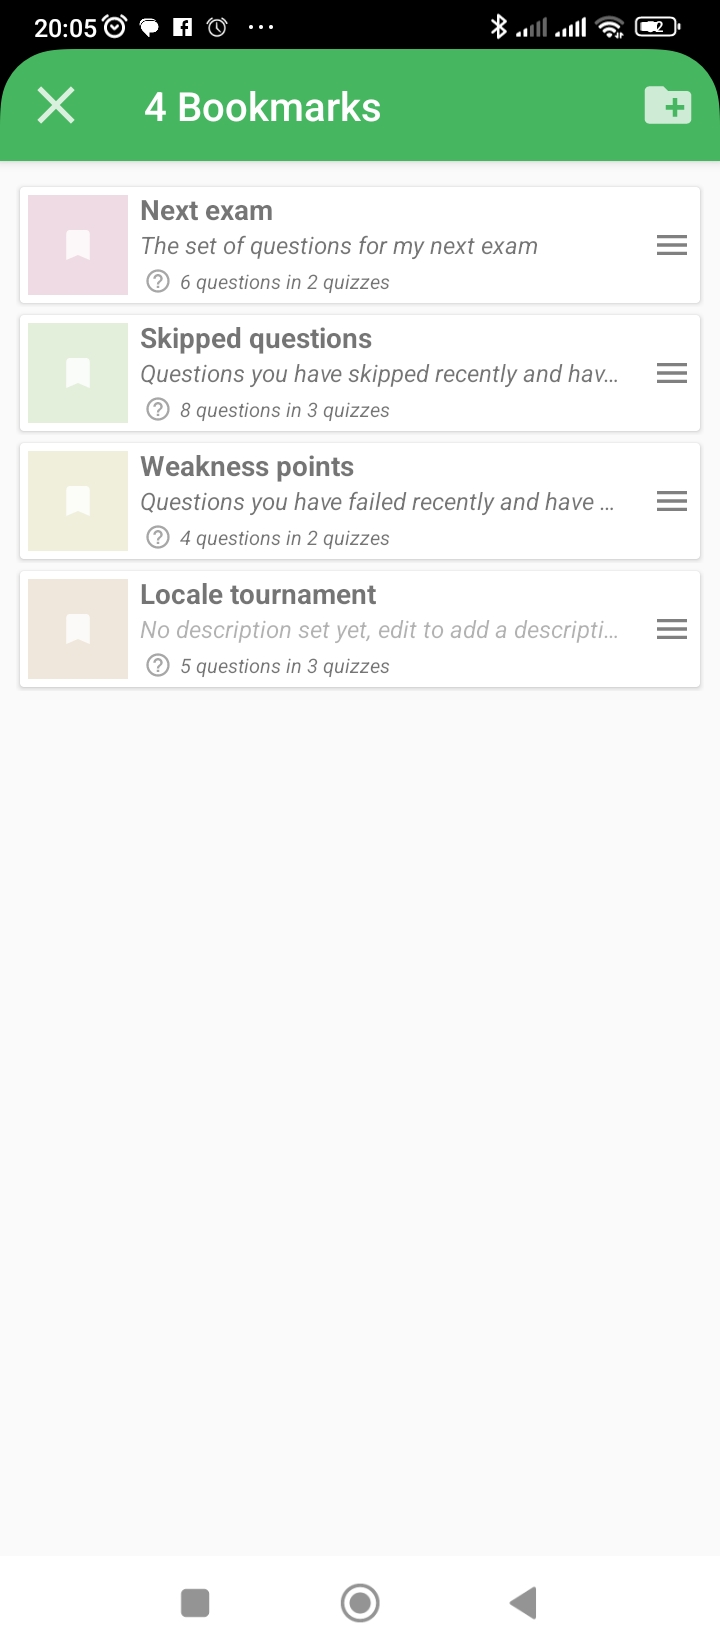 20:05
4 Bookmarks
Next exam
The set of questions for my next exam
6 questions in 2 quizzes
Skipped questions
Questions you have skipped recently and hav...
8 questions in 3 quizzes
Weakness points
Questions you have failed recently and have ...
4 questions in 2 quizzes
Locale tournament
No description set yet, edit to add a descripti...
5 questions in 3 quizzes